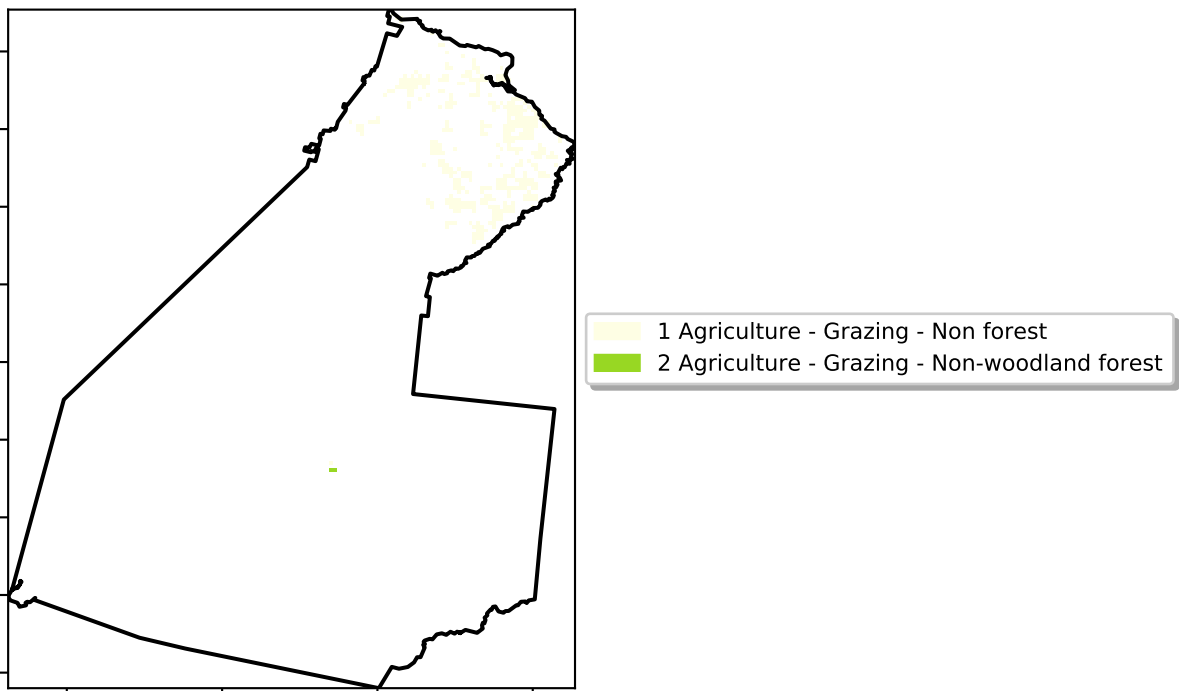 1 Agriculture - Grazing - Non forest
2 Agriculture - Grazing - Non-woodland forest